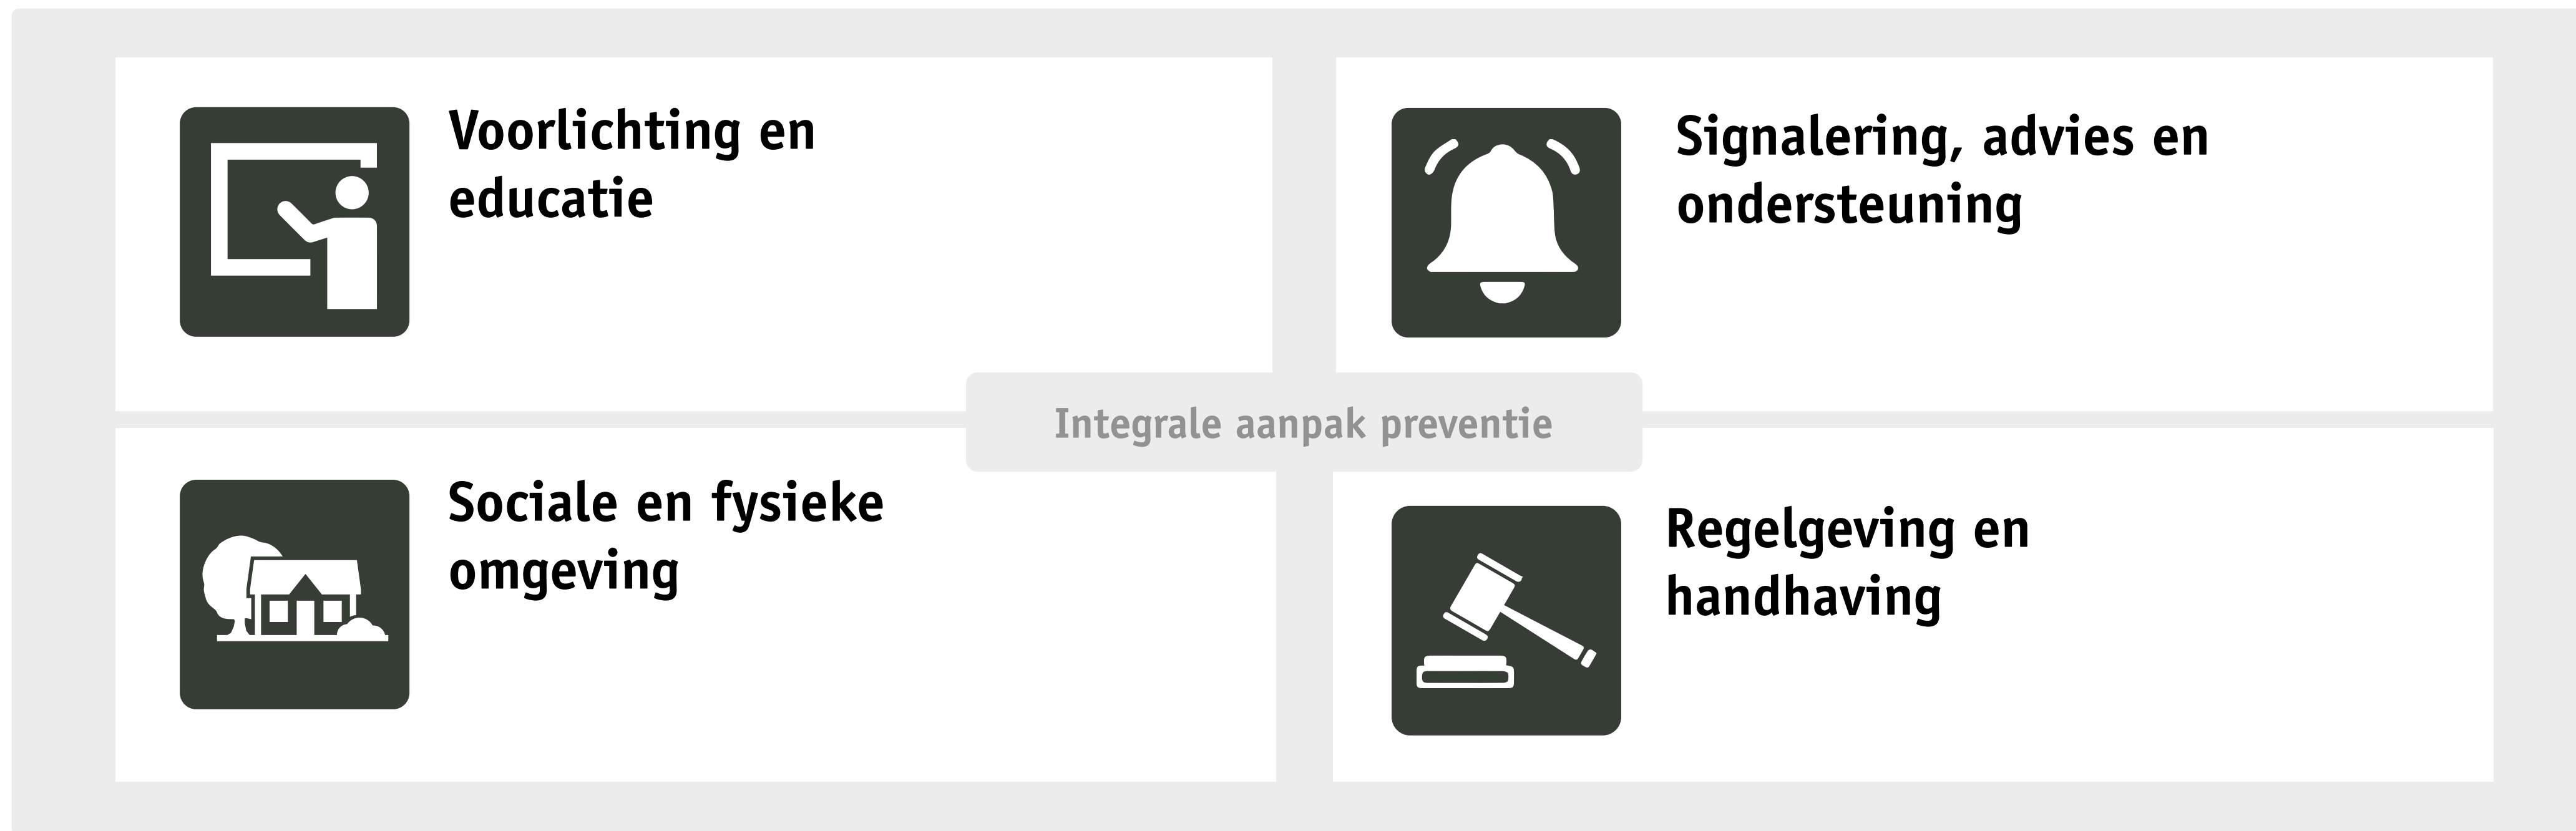 Voorlichting en
educatie
Signalering, advies en
ondersteuning
Integrale aanpak preventie
Sociale en fysieke
omgeving
Regelgeving en
handhaving